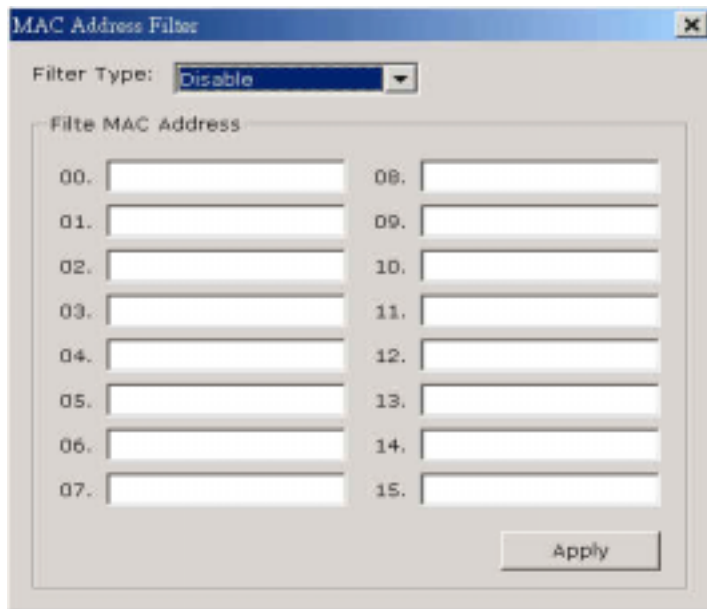 MAC Address Filter
Filter Type: Disable
Filte MAC Address
00. 08.
01. 09.
02. 10.
03. 11.
04. 12.
05. 13.
06. 14.
07. 15.
Apply